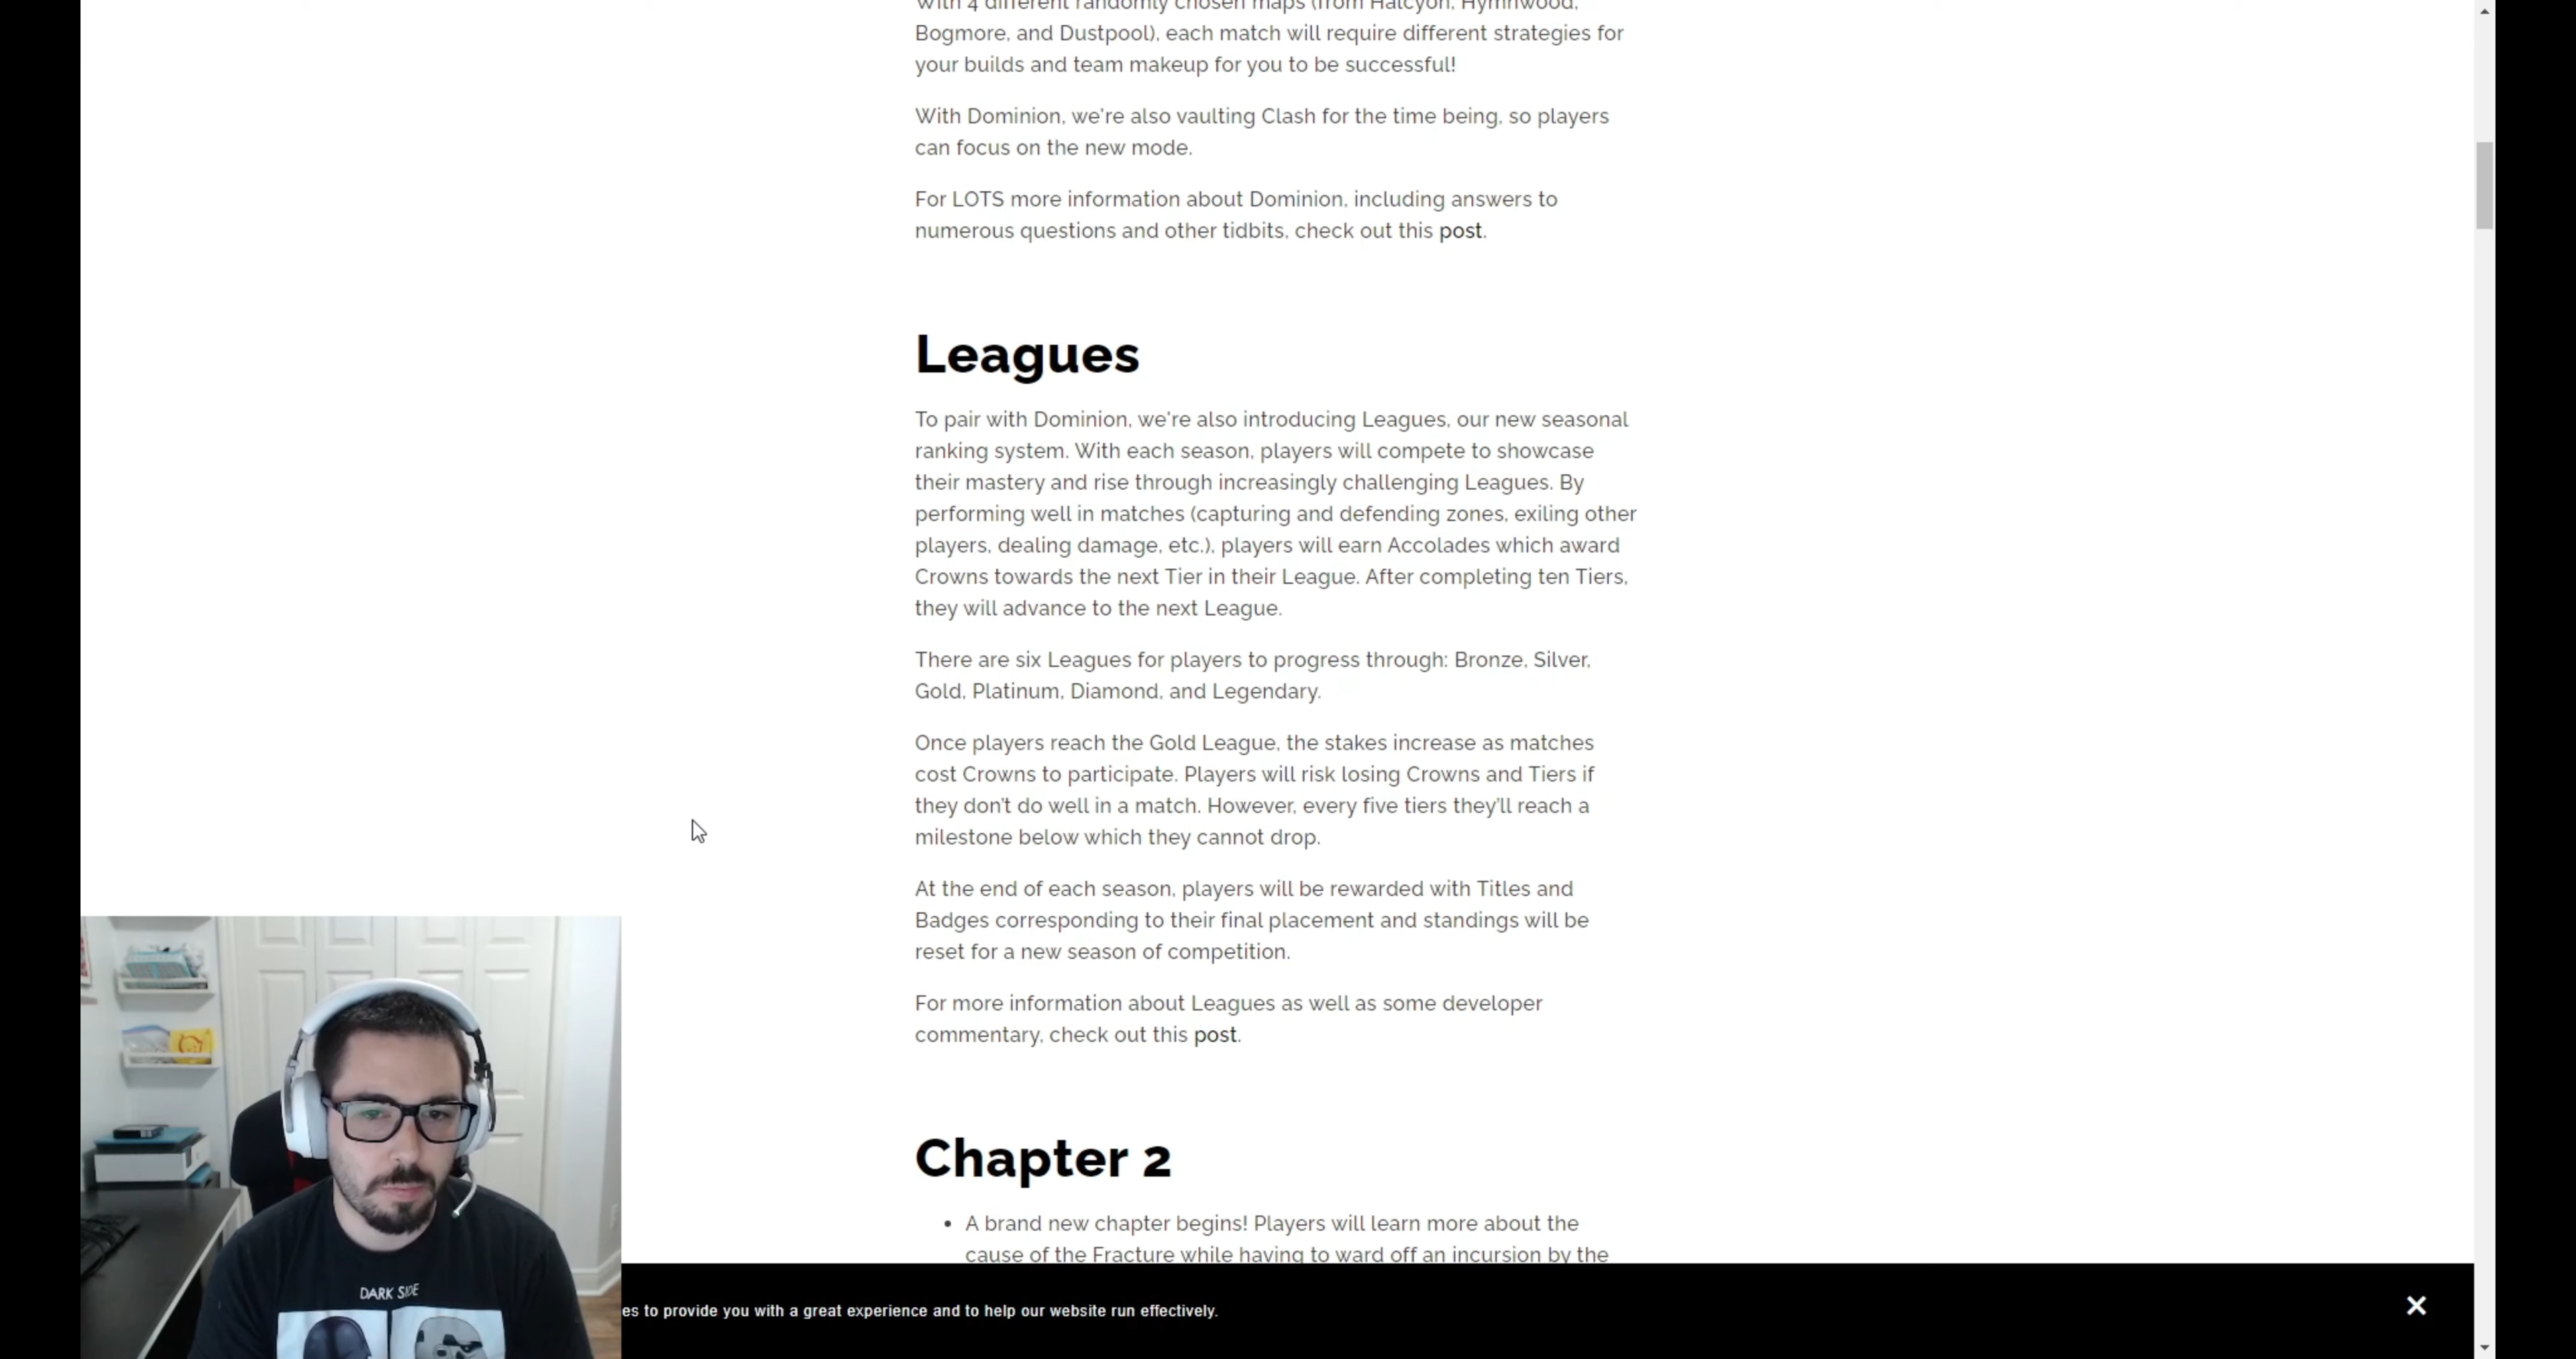 With 4 different randomly chosen maps (from Halcyon, Hymnwood,
Bogmore, and Dustpool), each match will require different strategies for
your builds and team makeup for you to be successful!
With Dominion, we're also vaulting Clash for the time being, so players
can focus on the new mode.
For LOTS more information about Dominion, including answers to
numerous questions and other tidbits, check out this post.
Leagues
To pair with Dominion, we're also introducing Leagues, our new seasonal
ranking system. With each season, players will compete to showcase
their mastery and rise through increasingly challenging Leagues. By
performing well in matches (capturing and defending zones, exiling other
players, dealing damage, etc.), players will earn Accolades which award
Crowns towards the next Tier in their League. After completing ten Tiers,
they will advance to the next League.
There are six Leagues for players to progress through: Bronze, Silver,
Gold, Platinum, Diamond, and Legendary.
Once players reach the Gold League, the stakes increase as matches
cost Crowns to participate. Players will risk losing Crowns and Tiers if
they don't do well in a match. However, every five tiers they'll reach a
milestone below which they cannot drop.
At the end of each season, players will be rewarded with Titles and
Badges corresponding to their final placement and standings will be
reset for a new season of competition.
For more information about Leagues as well as some developer
commentary, check out this post.
Chapter 2
• A brand new chapter begins! Players will learn more about the
cause of the Fracture while having to ward off an incursion by the
es to provide you with a great experience and to help our website run effectively.
DARK SIDE